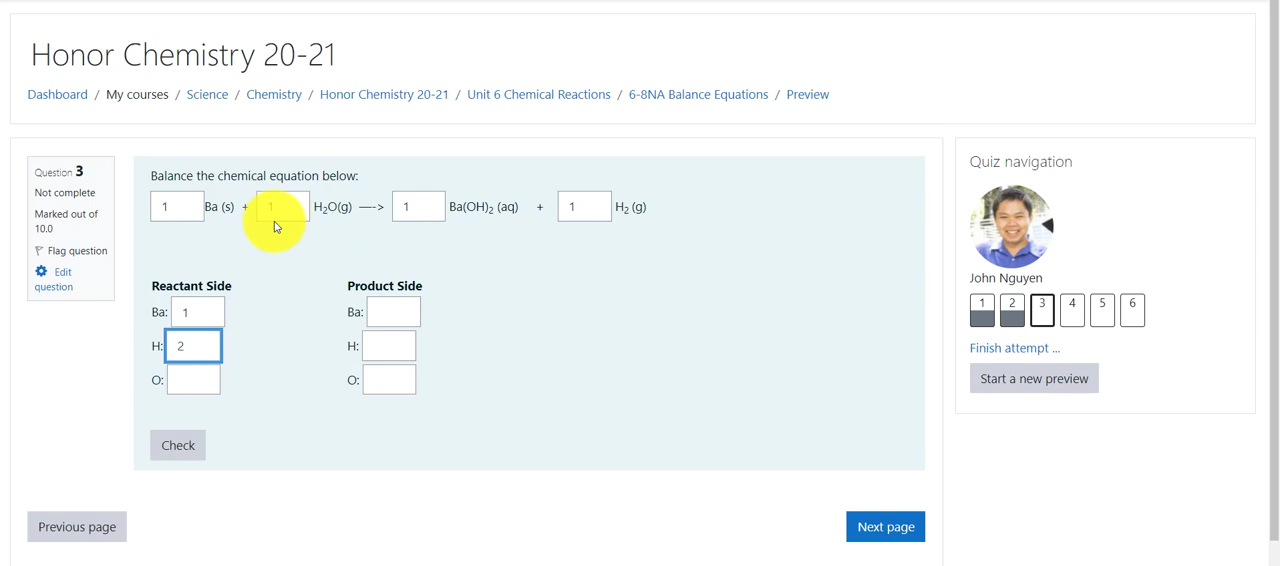 Honor Chemistry 20-21
Dashboard / My courses / Science / Chemistry / Honor Chemistry 20-21 / Unit 6 Chemical Reactions / 6-8NA Balance Equations / Preview
Question 3
Not complete
Marked out of
10.0
Flag question
Edit
question
Balance the chemical equation below:
1 Ba (s) + 1 H₂O(g) —-> 1 Ba(OH)₂ (aq) + 1 H₂ (g)
Reactant Side Product Side
Ba: 1 Ba:
H: 2 H:
O: O:
Check
Previous page
Next page
Quiz navigation
John Nguyen
1 2 3 4 5 6
Finish attempt ...
Start a new preview